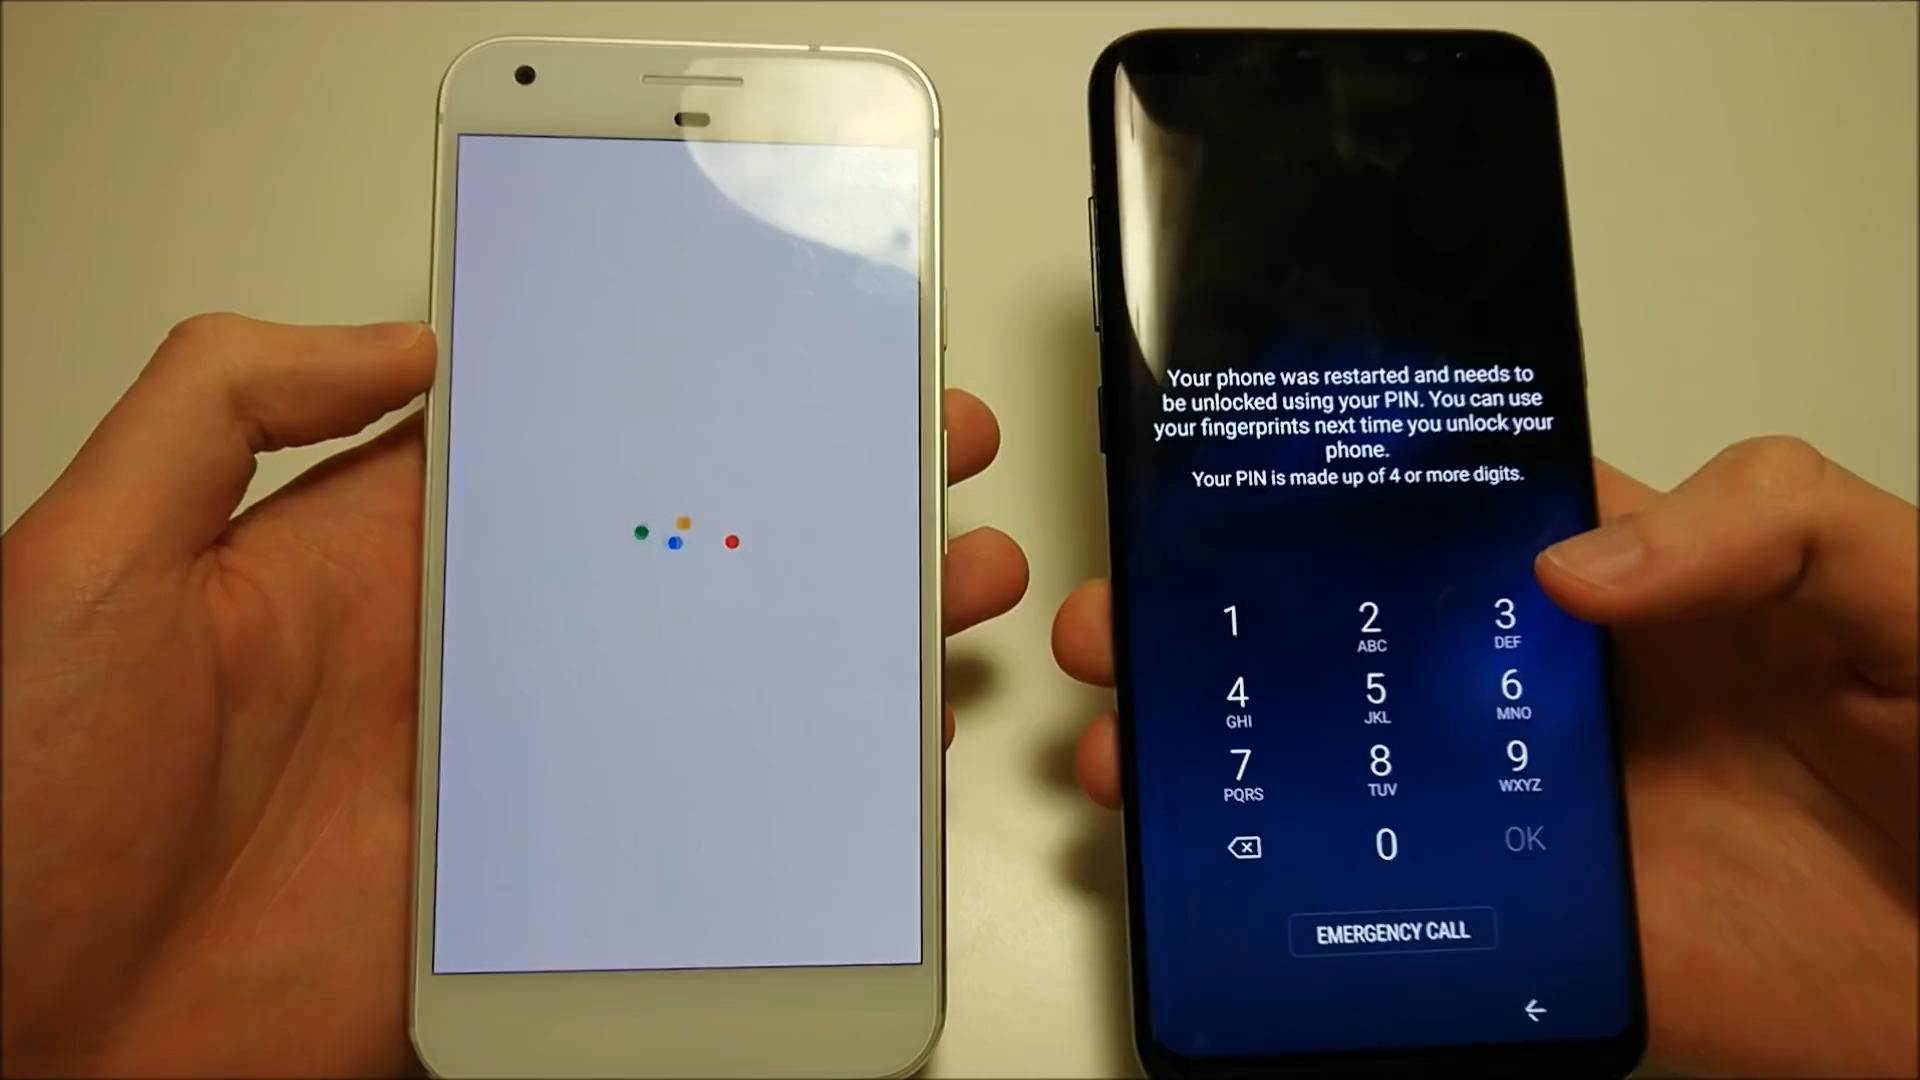 Your phone was restarted and needs to
be unlocked using your PIN. You can use
your fingerprints next time you unlock your
phone.
Your PIN is made up of 4 or more digits.
1 2 3
ABC DEF
4 5 6
GHI JKL MNO
7 8 9
PQRS TUV WXYZ
0 OK
EMERGENCY CALL